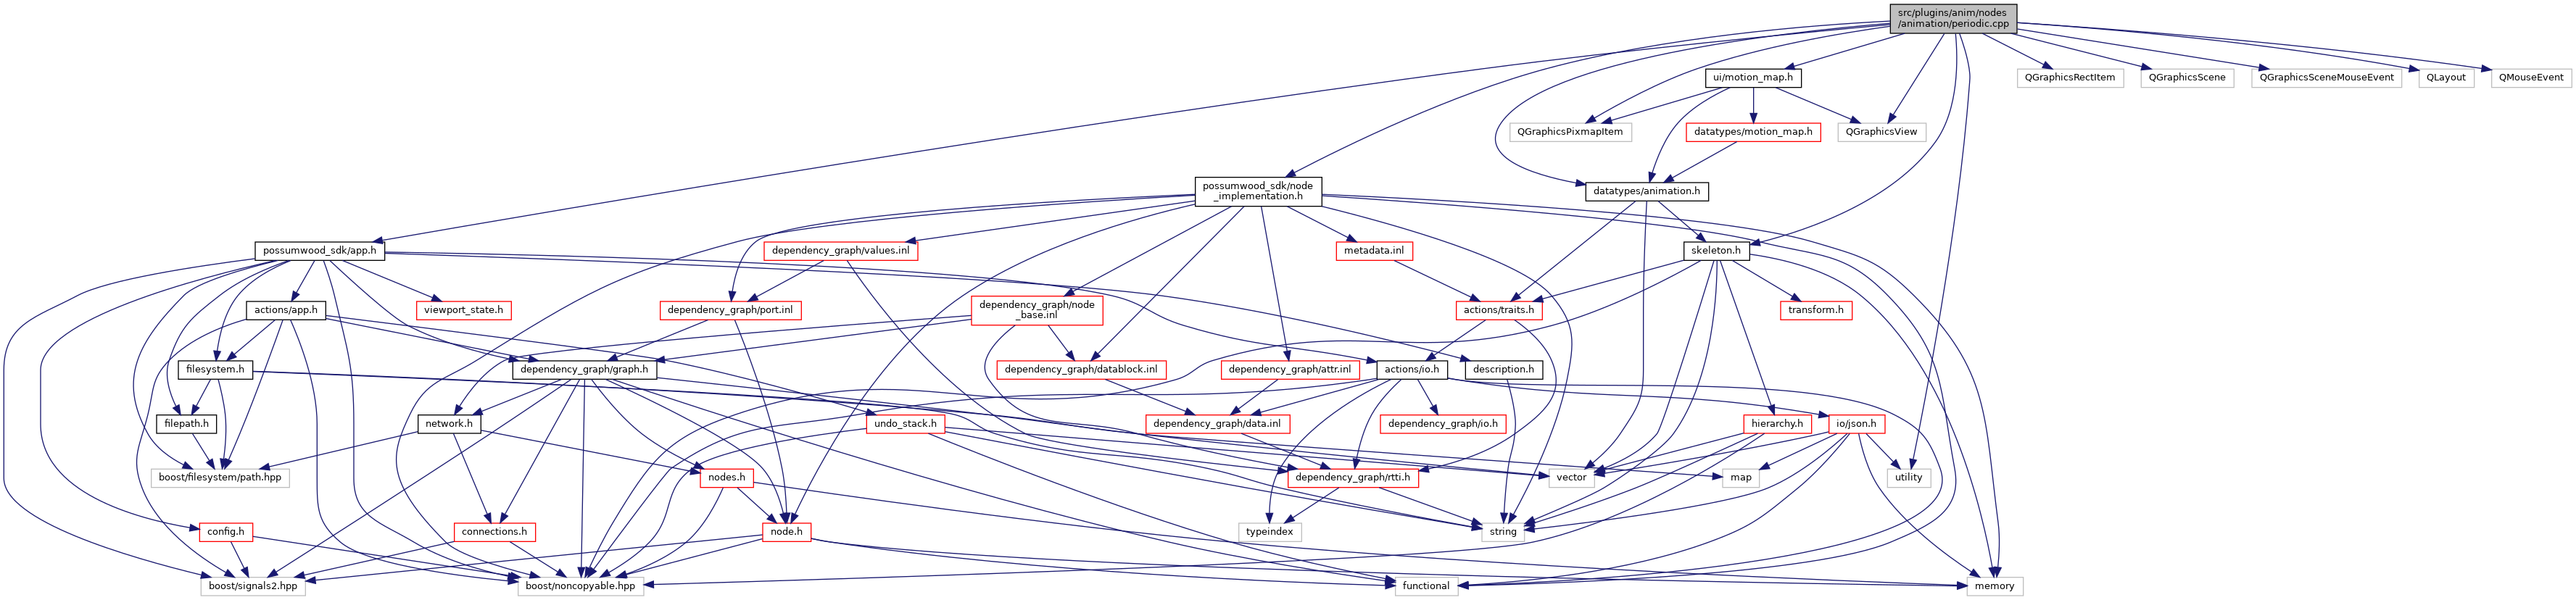 src/plugins/anim/nodes
/animation/periodic.cpp
ui/motion_map.h
QGraphicsRectItem
QGraphicsScene
QGraphicsSceneMouseEvent
QLayout
QMouseEvent
QGraphicsPixmapItem
datatypes/motion_map.h
QGraphicsView
possumwood_sdk/node
_implementation.h
datatypes/animation.h
possumwood_sdk/app.h
dependency_graph/values.inl
metadata.inl
skeleton.h
actions/app.h
viewport_state.h
dependency_graph/port.inl
dependency_graph/node
_base.inl
actions/traits.h
transform.h
filesystem.h
dependency_graph/graph.h
dependency_graph/datablock.inl
dependency_graph/attr.inl
actions/io.h
description.h
filepath.h
network.h
undo_stack.h
dependency_graph/data.inl
dependency_graph/io.h
hierarchy.h
io/json.h
boost/filesystem/path.hpp
nodes.h
dependency_graph/rtti.h
vector
map
utility
config.h
connections.h
node.h
typeindex
string
boost/signals2.hpp
boost/noncopyable.hpp
functional
memory